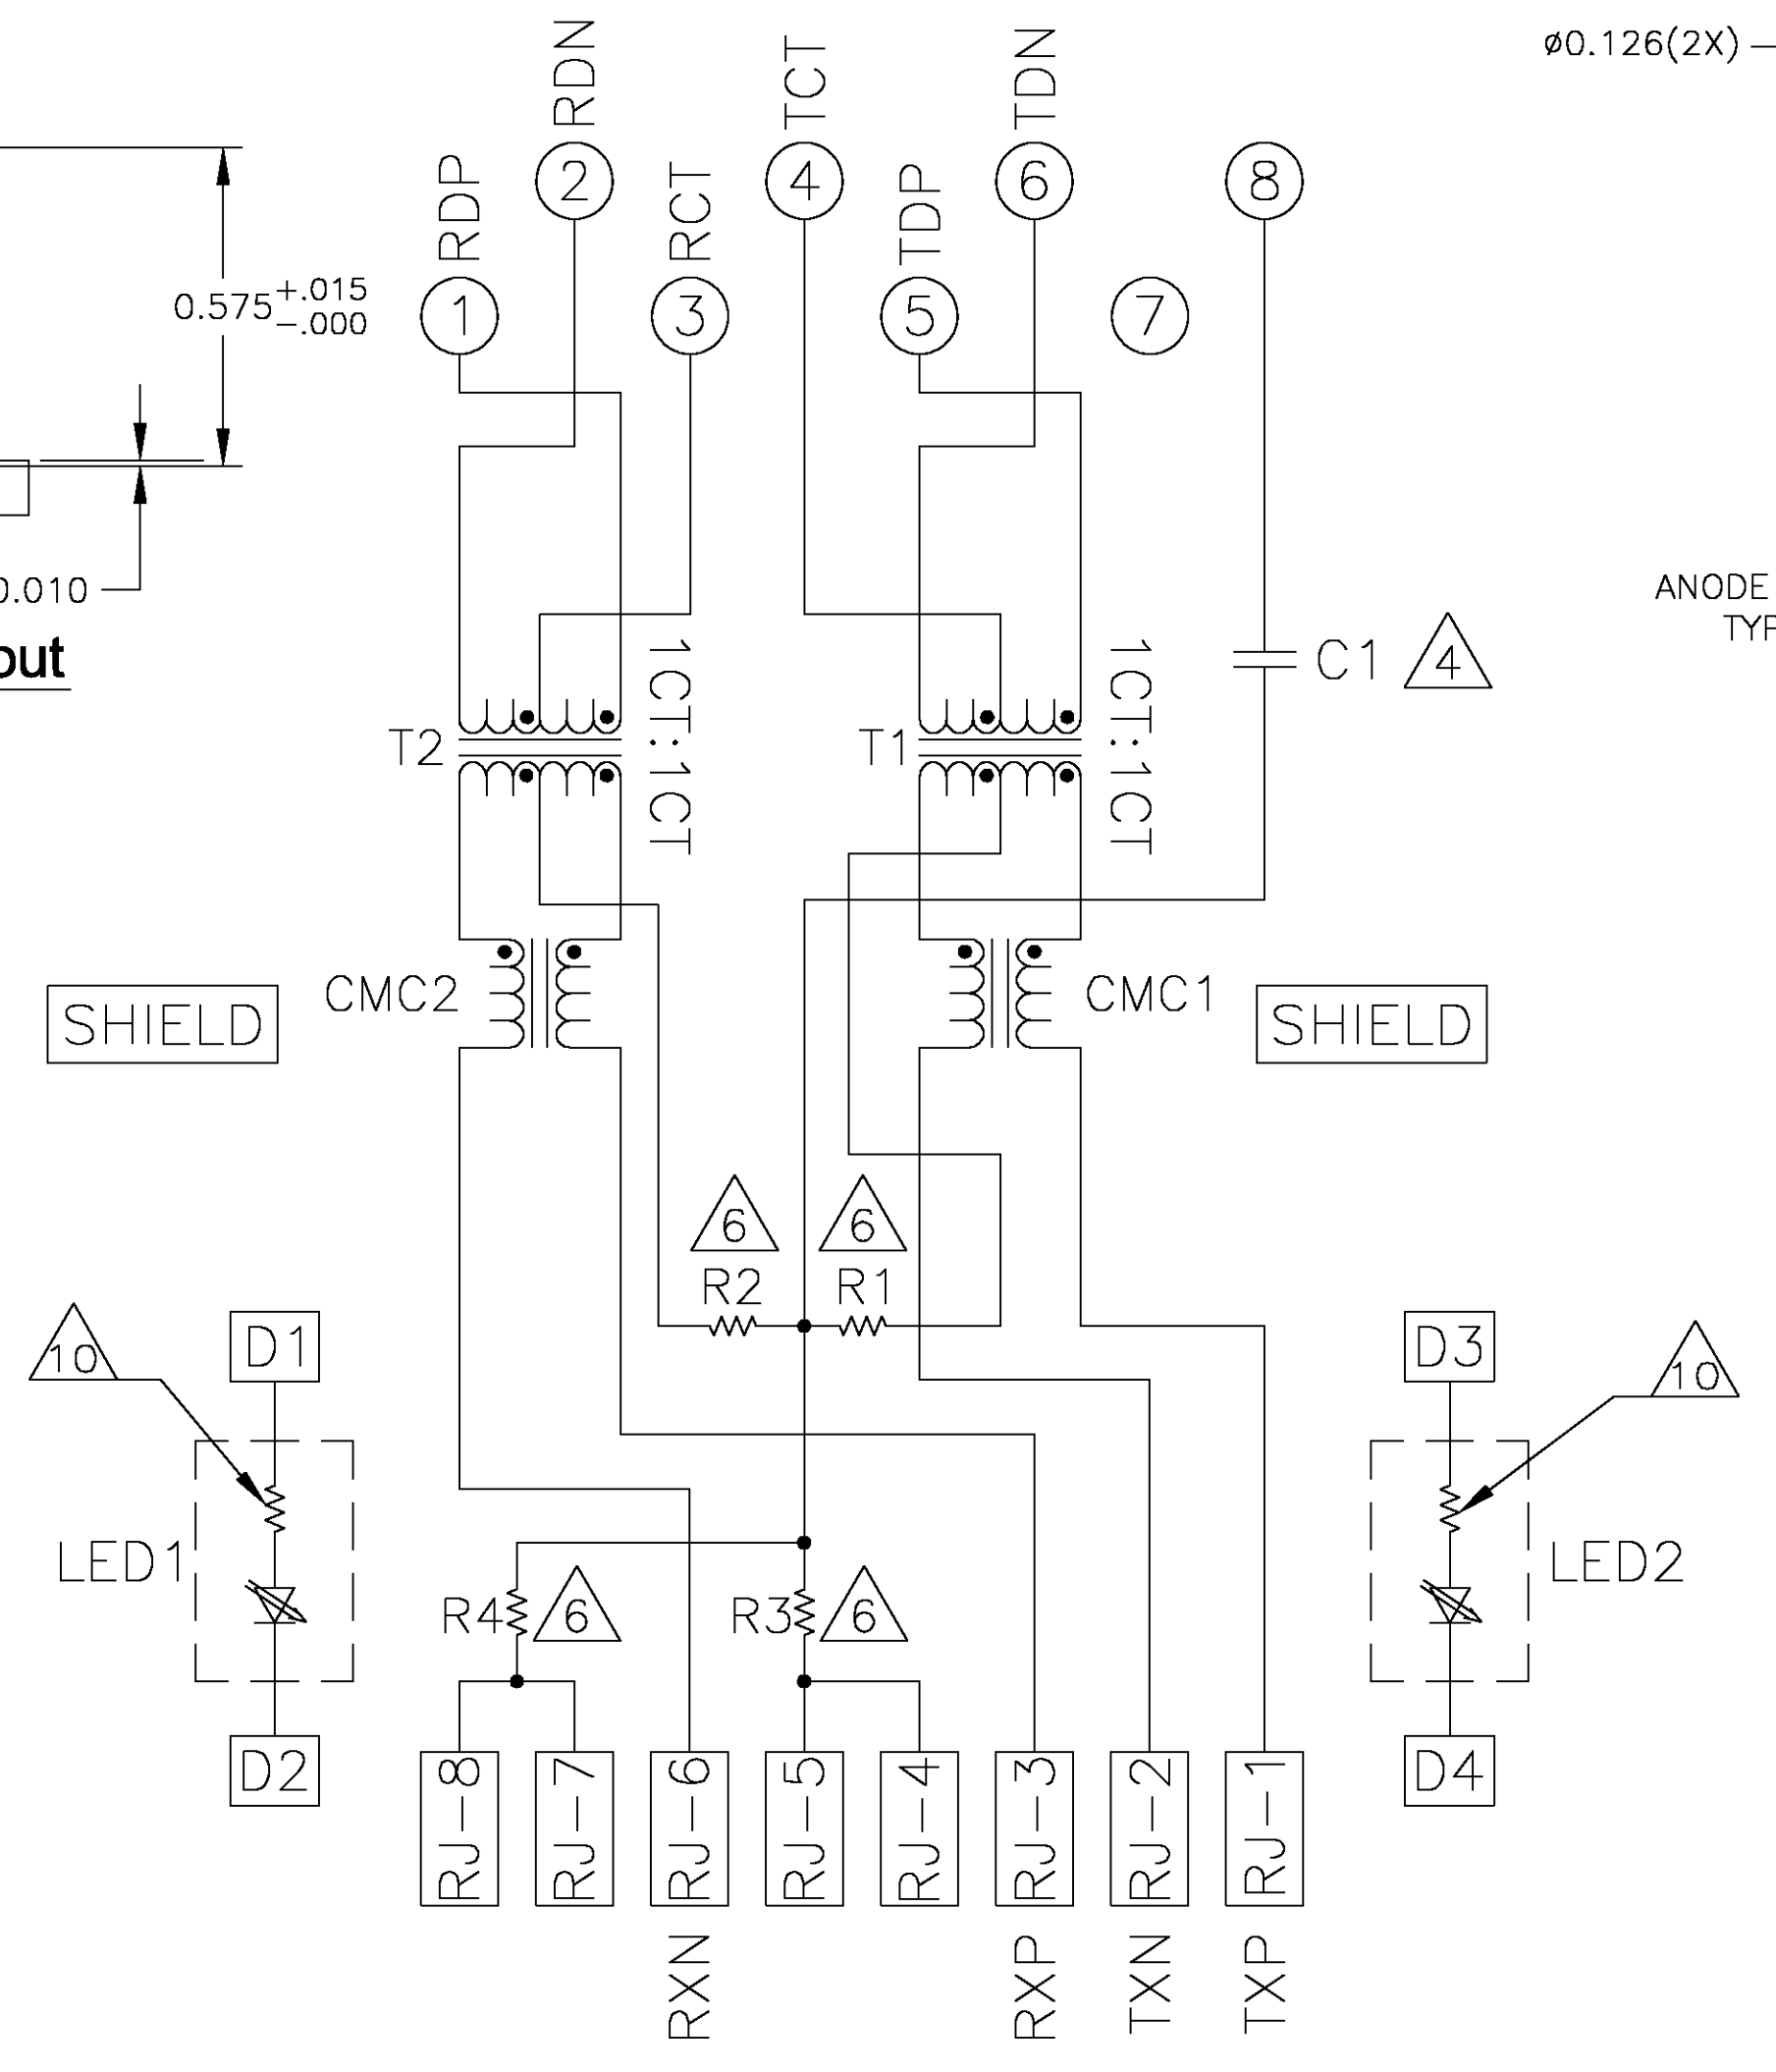 RDN
TCT
TDN
ø0.126(2X)
RDP
2
RCT
4
TDP
6
8
0.575 +.015
-.000
1
3
5
7
0.010
out
ANODE
1CT:1CT
1CT:1CT
C1
4
T2
T1
CMC2
CMC1
SHIELD
SHIELD
6
6
R2
R1
10
D1
D3
10
LED1
LED2
R4
6
R3
6
D2
D4
RJ-8
RJ-7
RJ-6
RJ-5
RJ-4
RJ-3
RJ-2
RJ-1
RXN
RXP
TXN
TXP